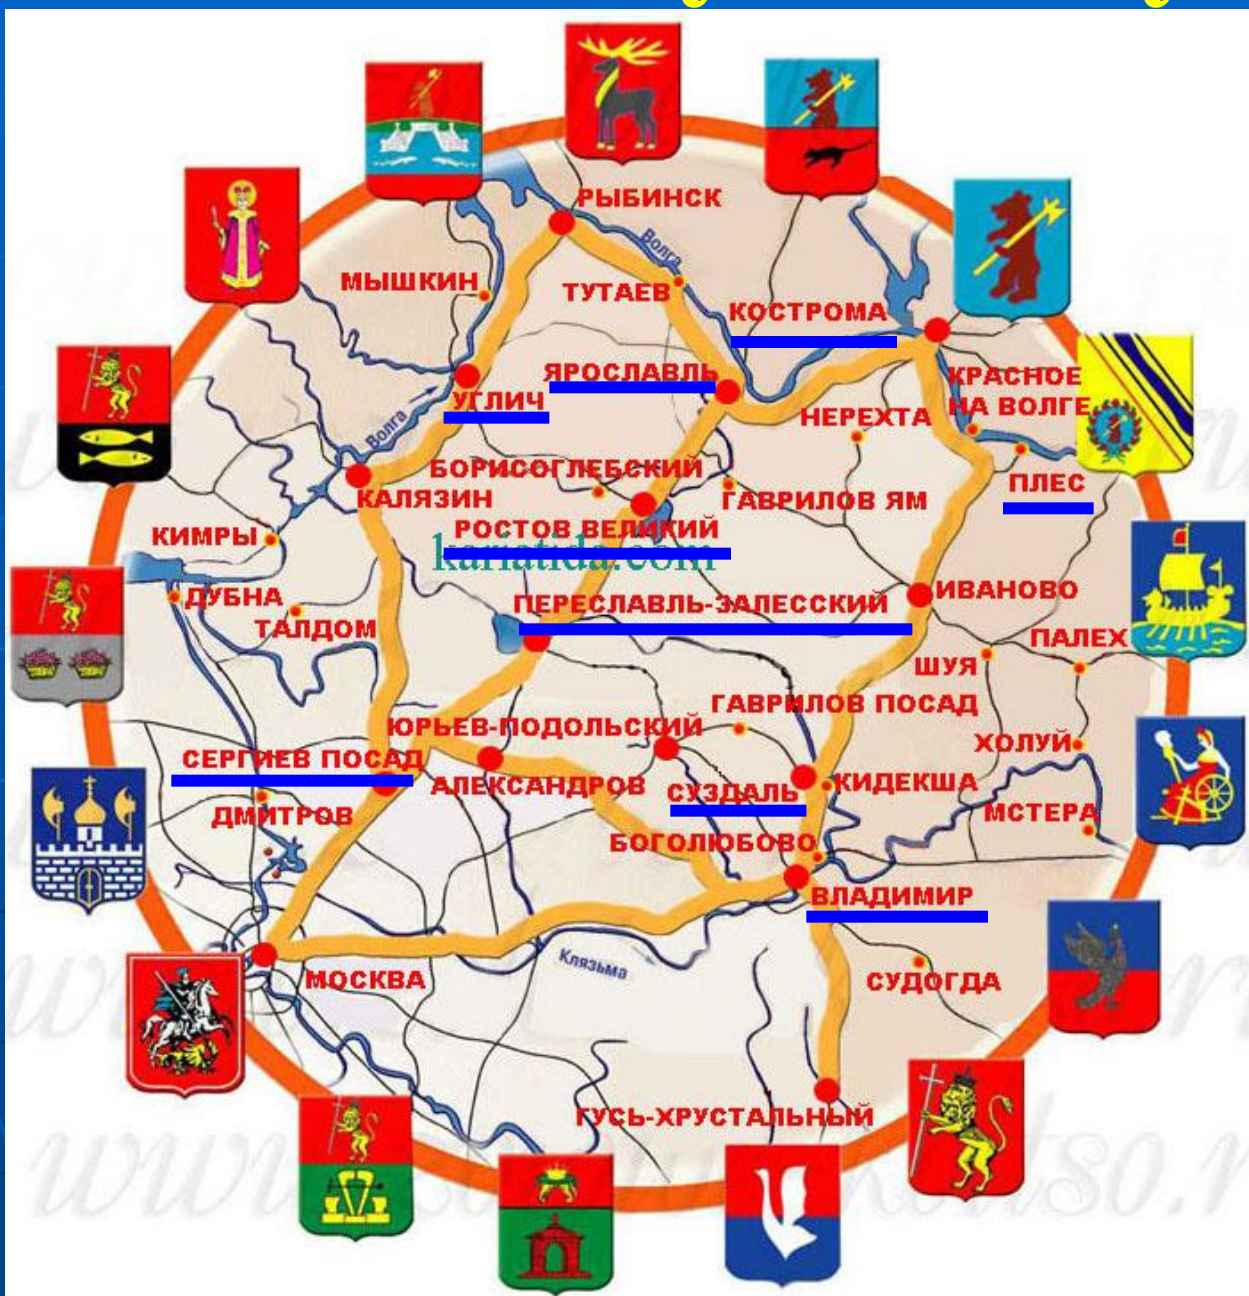 РЫБИНСК
Волга
МЫШКИН
ТУТАЕВ
КОСТРОМА
ЯРОСЛАВЛЬ
КРАСНОЕ
НА ВОЛГЕ
УГЛИЧ
НЕРЕХТА
Волга
БОРИСОГЛЕБСКИЙ
КАЛЯЗИН
ГАВРИЛОВ ЯМ
ПЛЕС
РОСТОВ ВЕЛИКИЙ
КИМРЫ
kariatida.com
ДУБНА
ПЕРЕСЛАВЛЬ-ЗАЛЕССКИЙ
ИВАНОВО
ТАЛДОМ
ПАЛЕХ
ШУЯ
ГАВРИЛОВ ПОСАД
ЮРЬЕВ-ПОДОЛЬСКИЙ
ХОЛУЙ
СЕРГИЕВ ПОСАД
АЛЕКСАНДРОВ
СУЗДАЛЬ
КИДЕКША
ДМИТРОВ
МСТЕРА
БОГОЛЮБОВО
ВЛАДИМИР
Клязьма
МОСКВА
СУДОГДА
ГУСЬ-ХРУСТАЛЬНЫЙ